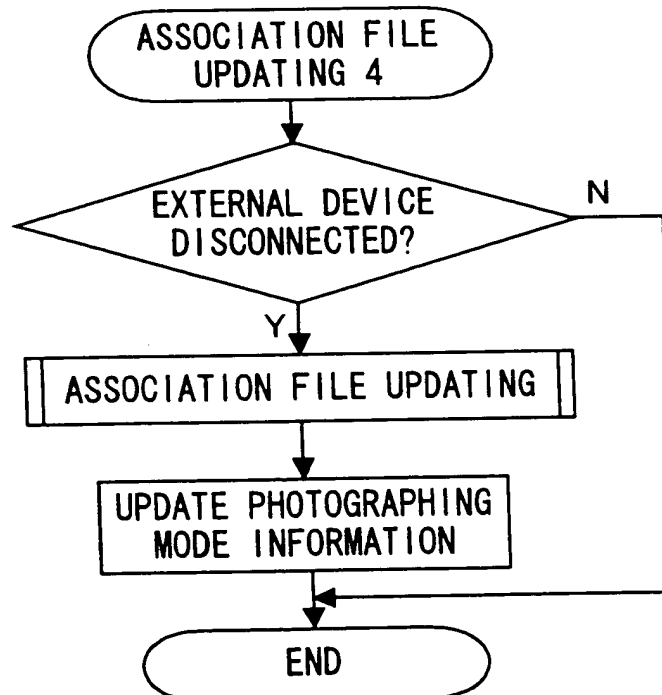 ASSOCIATION FILE
UPDATING 4
EXTERNAL DEVICE
DISCONNECTED?
N
Y
ASSOCIATION FILE UPDATING
UPDATE PHOTOGRAPHING
MODE INFORMATION
END